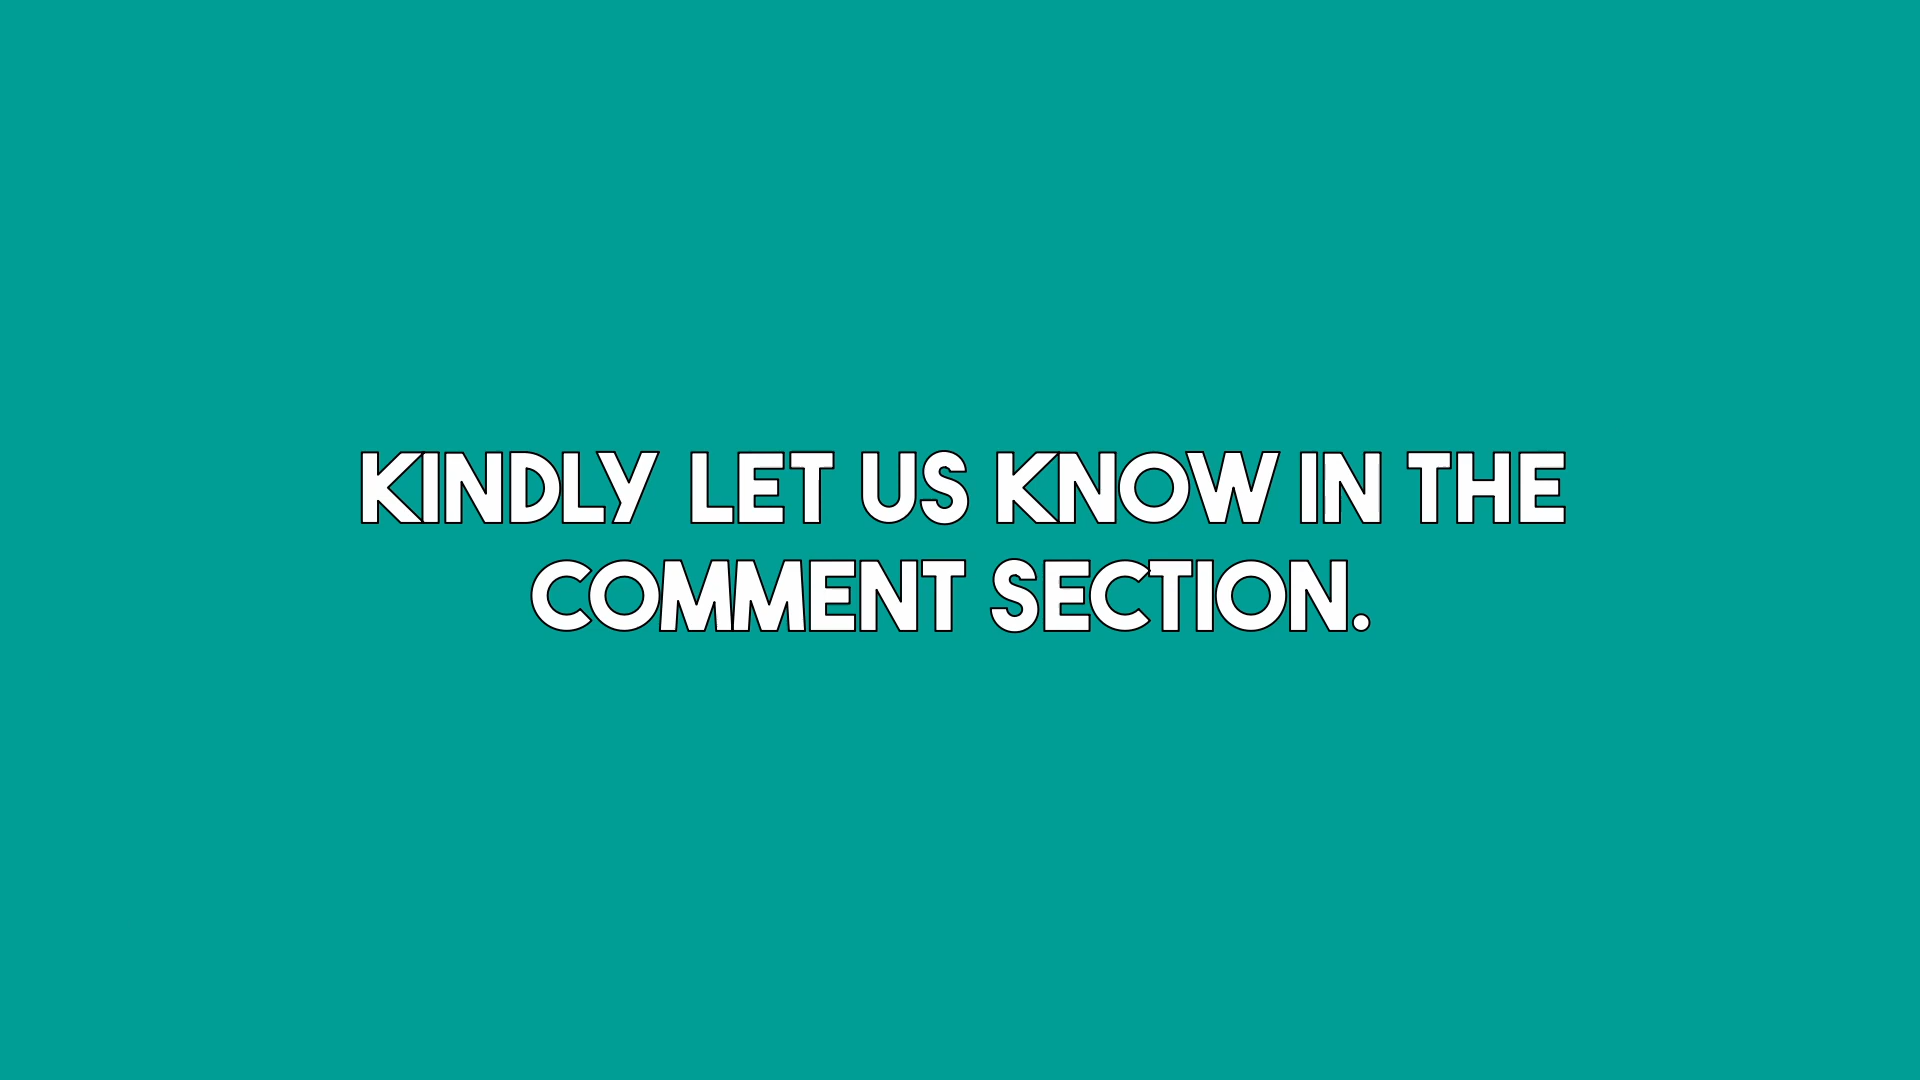 KINDLY LET US KNOW IN THE
COMMENT SECTION.